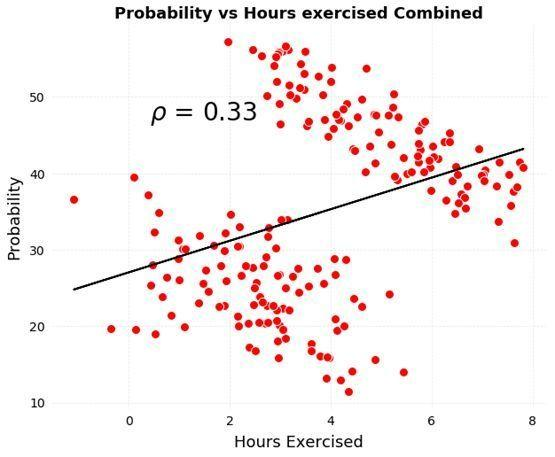 Probability vs Hours exercised Combined
ρ = 0.33
Probability
50
40
30
20
10
0
2
4
6
8
Hours Exercised